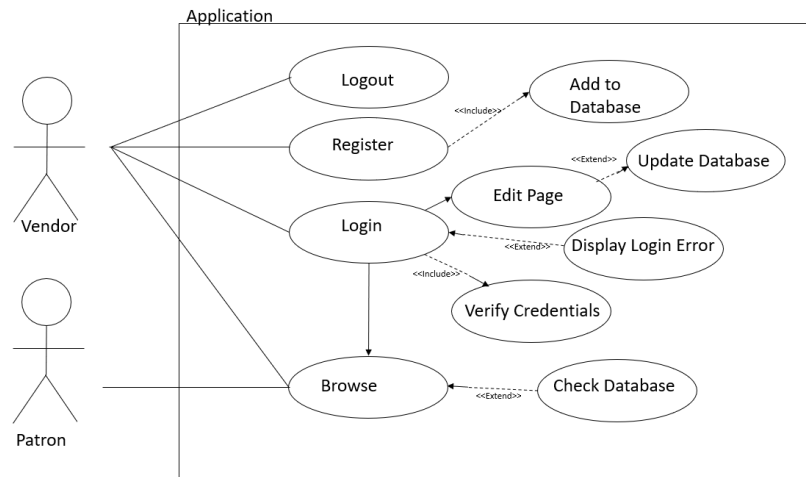 Application
Logout
Add to
Database
<<Include>>
Register
<<Extend>>
Update Database
Edit Page
Vendor
Login
<<Extend>>
Display Login Error
<<Include>>
Verify Credentials
Browse
<<Extend>>
Check Database
Patron